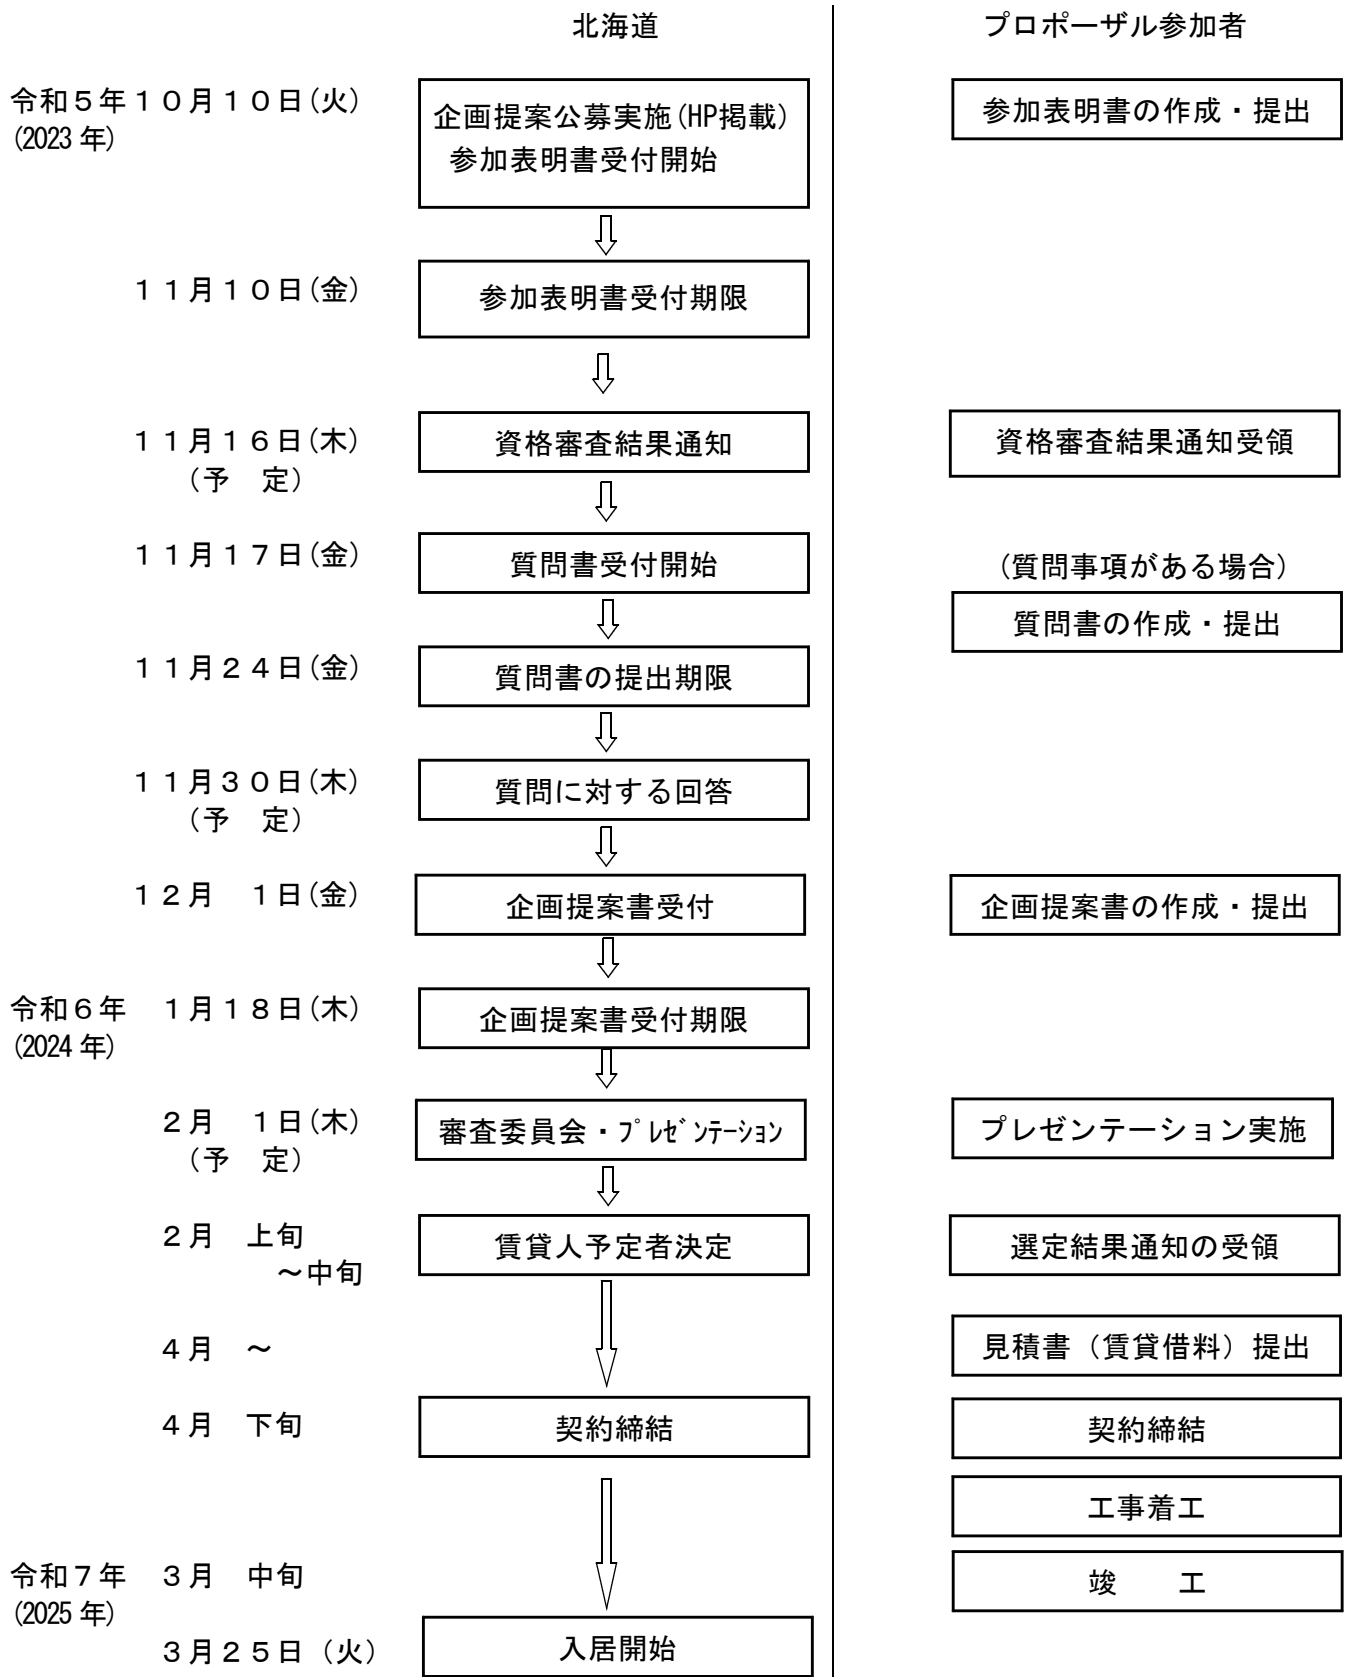 北海道
プロポーザル参加者
令和５年１０月１０日(火)
(2023年)
企画提案公募実施(HP掲載)
参加表明書受付開始
参加表明書の作成・提出
１１月１０日(金)
参加表明書受付期限
１１月１６日(木)
(予　定)
資格審査結果通知
資格審査結果通知受領
１１月１７日(金)
質問書受付開始
(質問事項がある場合)
質問書の作成・提出
１１月２４日(金)
質問書の提出期限
１１月３０日(木)
(予　定)
質問に対する回答
１２月　１日(金)
企画提案書受付
企画提案書の作成・提出
令和６年　１月１８日(木)
(2024年)
企画提案書受付期限
２月　１日(木)
(予　定)
審査委員会・ﾌﾟﾚｾﾞﾝﾃｰｼｮﾝ
プレゼンテーション実施
２月　上旬
～中旬
賃貸人予定者決定
選定結果通知の受領
４月　～
見積書（賃貸借料）提出
４月　下旬
契約締結
契約締結
工事着工
令和７年　３月　中旬
(2025年)
竣　　工
３月２５日（火）
入居開始